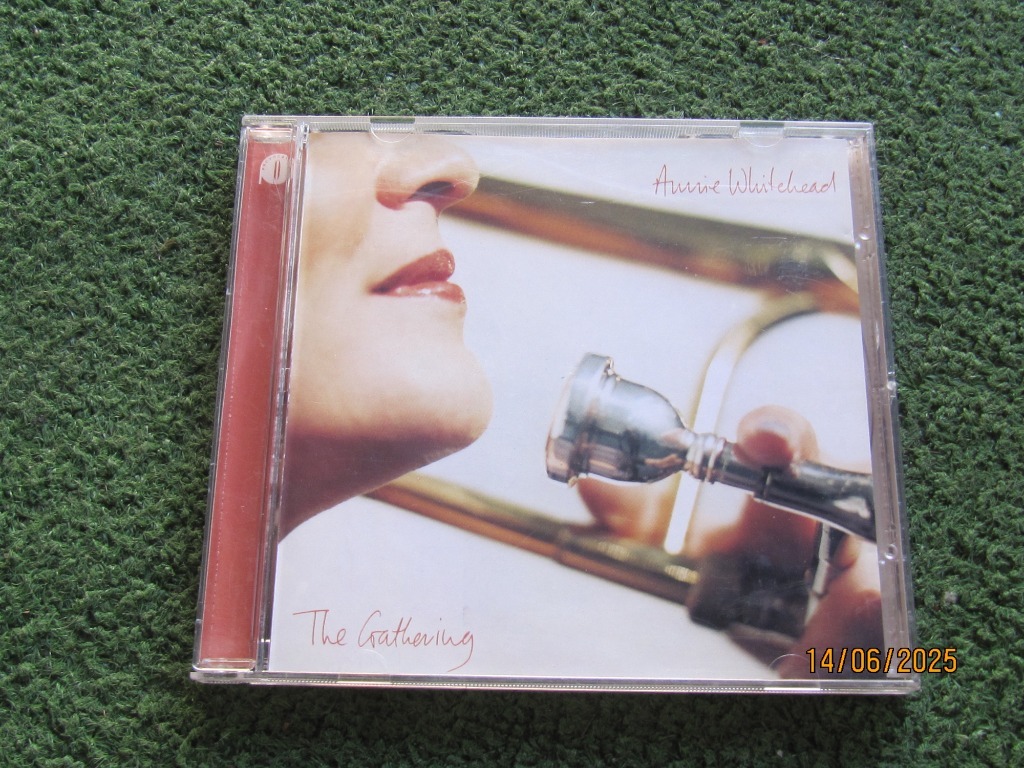 Annie Whitehead
The Gathering
14/06/2025